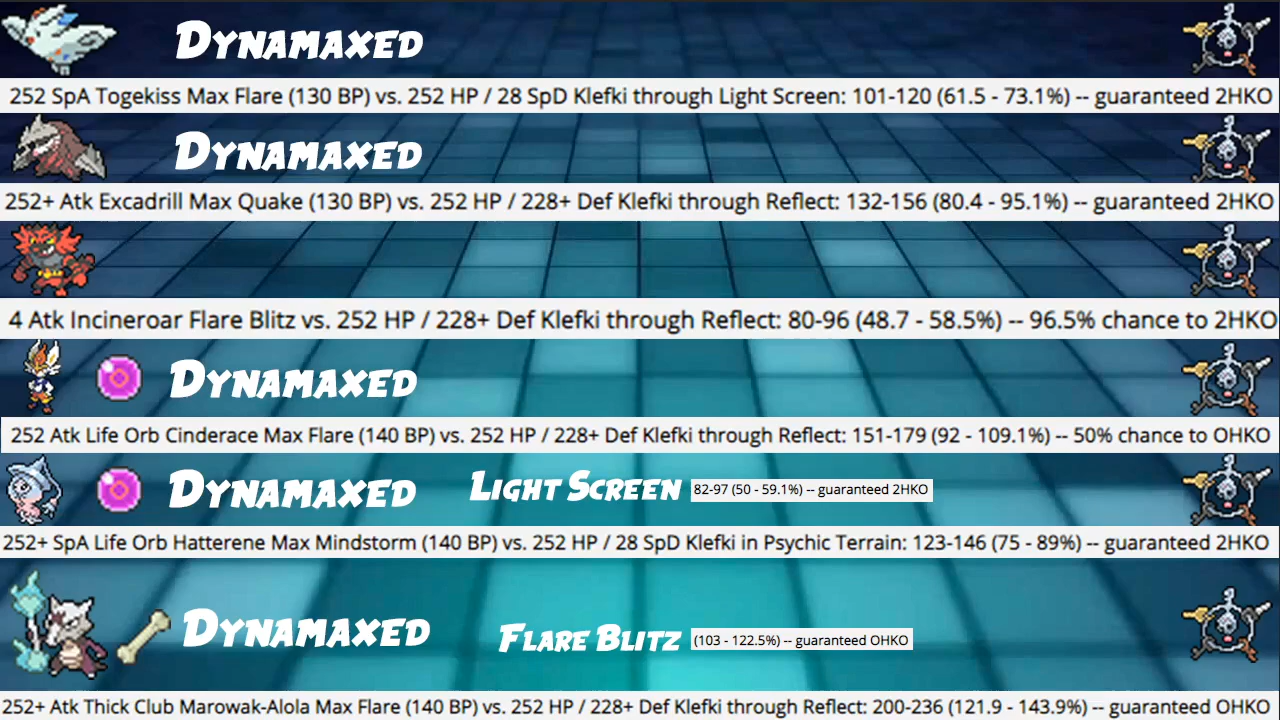 DYNAMAXED
252 SpA Togekiss Max Flare (130 BP) vs. 252 HP / 28 SpD Klefki through Light Screen: 101-120 (61.5 - 73.1%) -- guaranteed 2HKO
DYNAMAXED
252+ Atk Excadrill Max Quake (130 BP) vs. 252 HP / 228+ Def Klefki through Reflect: 132-156 (80.4 - 95.1%) -- guaranteed 2HKO
4 Atk Incineroar Flare Blitz vs. 252 HP / 228+ Def Klefki through Reflect: 80-96 (48.7 - 58.5%) -- 96.5% chance to 2HKO
DYNAMAXED
252 Atk Life Orb Cinderace Max Flare (140 BP) vs. 252 HP / 228+ Def Klefki through Reflect: 151-179 (92 - 109.1%) -- 50% chance to OHKO
DYNAMAXED LIGHT SCREEN 82-97 (50 - 59.1%) -- guaranteed 2HKO
252+ SpA Life Orb Hatterene Max Mindstorm (140 BP) vs. 252 HP / 28 SpD Klefki in Psychic Terrain: 123-146 (75 - 89%) -- guaranteed 2HKO
DYNAMAXED FLARE BLITZ (103 - 122.5%) -- guaranteed OHKO
252+ Atk Thick Club Marowak-Alola Max Flare (140 BP) vs. 252 HP / 228+ Def Klefki through Reflect: 200-236 (121.9 - 143.9%) -- guaranteed OHKO